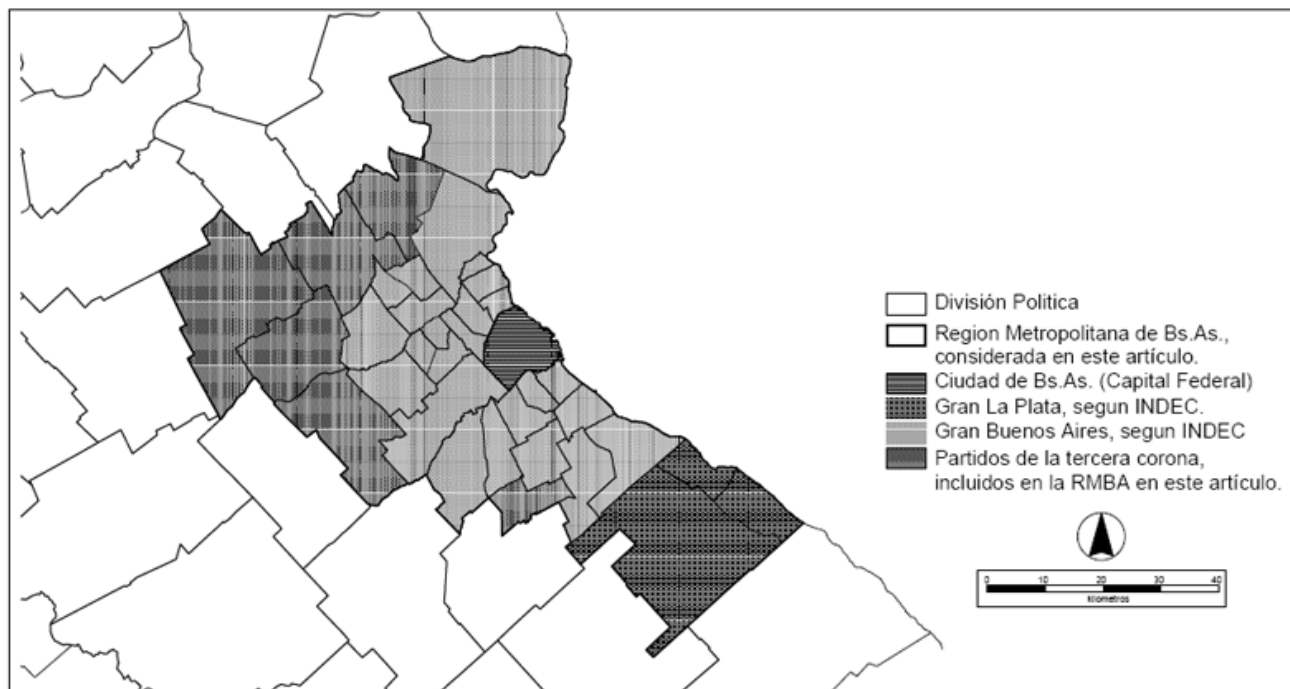 División Politica
Region Metropolitana de Bs.As.,
considerada en este artículo.
Ciudad de Bs.As. (Capital Federal)
Gran La Plata, segun INDEC.
Gran Buenos Aires, segun INDEC
Partidos de la tercera corona,
incluidos en la RMBA en este artículo.
0 10 20 30 40
Kilometros